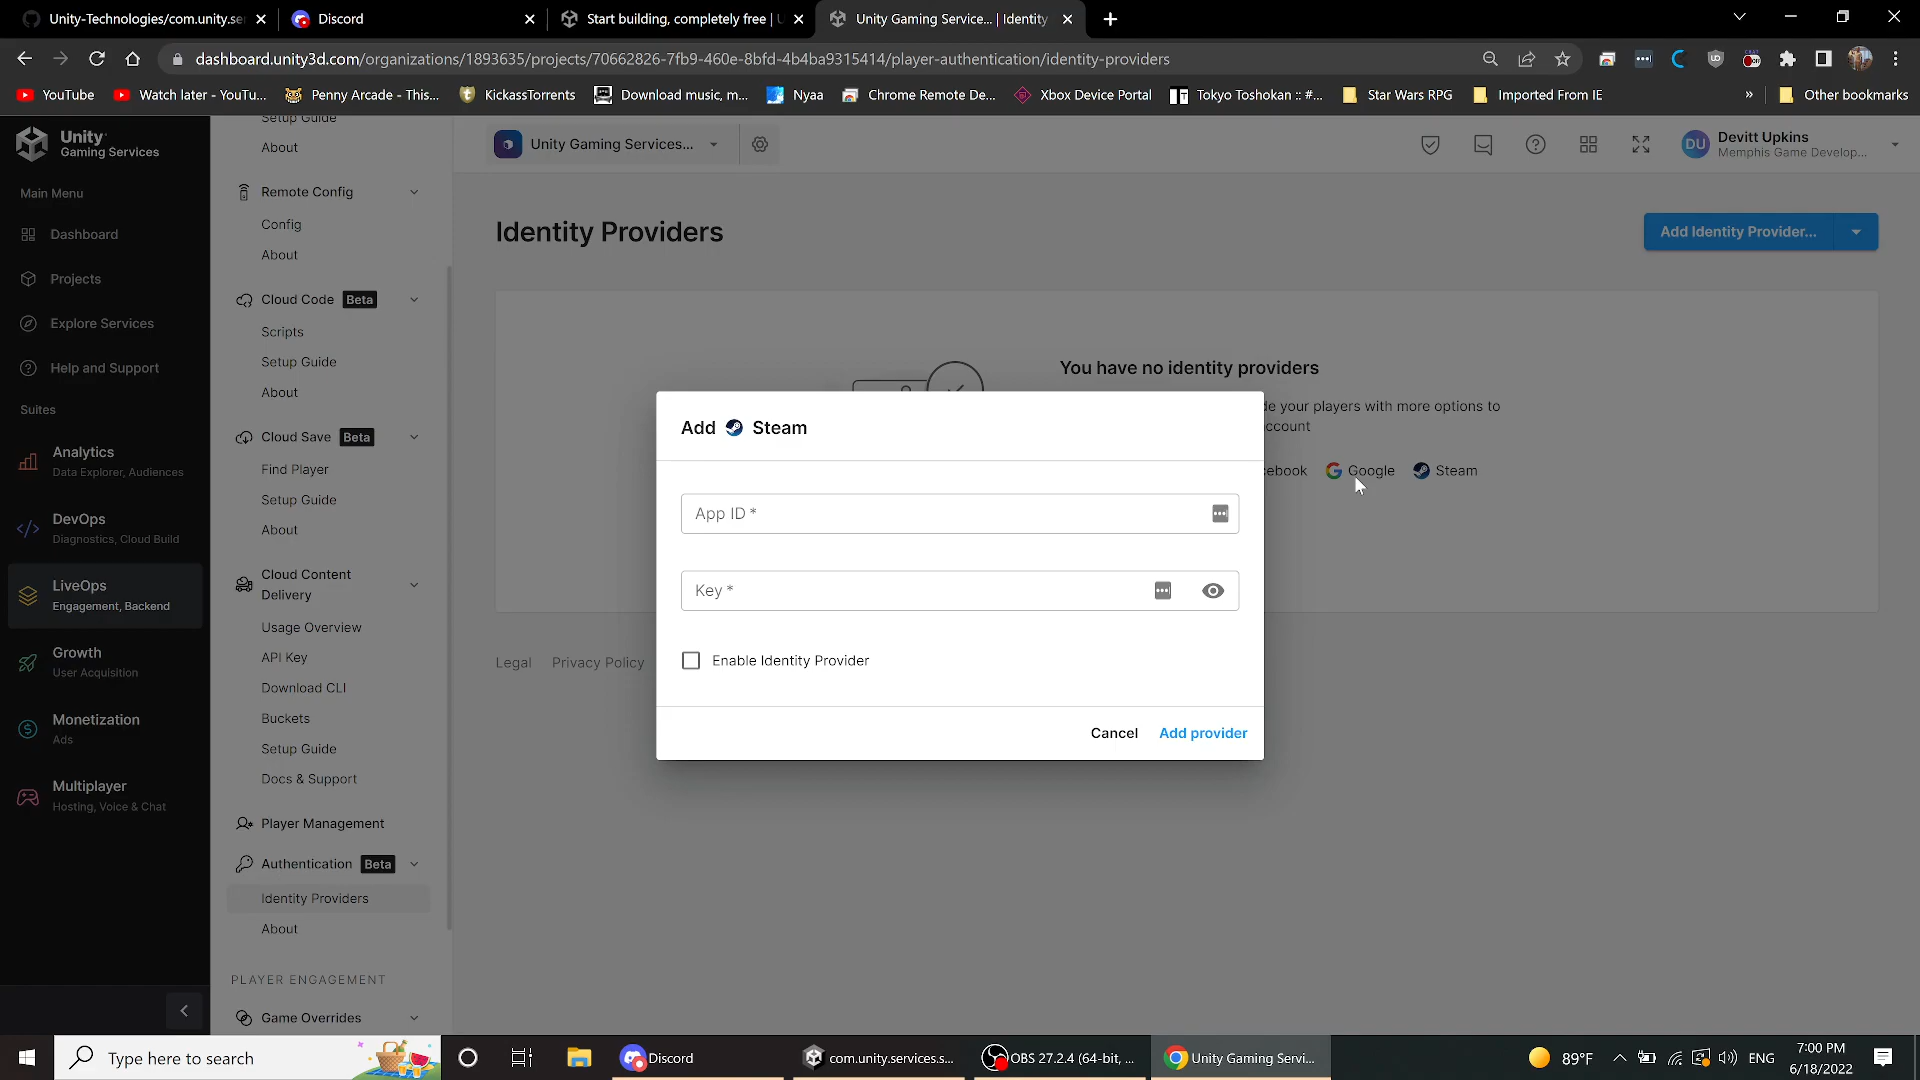 Unity-Technologies/com.unity.se
Discord
Start building, completely free | U
Unity Gaming Service... | Identity
dashboard.unity3d.com/organizations/1893635/projects/70662826-7fb9-460e-8bfd-4b4ba9315414/player-authentication/identity-providers
YouTube
Watch later - YouTu...
Penny Arcade - This...
KickassTorrents
Download music, m...
Nyaa
Chrome Remote De...
Xbox Device Portal
Tokyo Toshokan :: #...
Star Wars RPG
Imported From IE
»
Other bookmarks
Unity
Gaming Services
Main Menu
Dashboard
Projects
Explore Services
Help and Support
Suites
Analytics
Data Explorer, Audiences
DevOps
Diagnostics, Cloud Build
LiveOps
Engagement, Backend
Growth
User Acquisition
Monetization
Ads
Multiplayer
Hosting, Voice & Chat
Setup Guide
About
Remote Config
Config
About
Cloud Code Beta
Scripts
Setup Guide
About
Cloud Save Beta
Find Player
Setup Guide
About
Cloud Content
Delivery
Usage Overview
API Key
Download CLI
Buckets
Setup Guide
Docs & Support
Player Management
Authentication Beta
Identity Providers
About
PLAYER ENGAGEMENT
Game Overrides
Unity Gaming Services...
DU
Devitt Upkins
Memphis Game Develop...
Identity Providers
Add Identity Provider...
You have no identity providers
de your players with more options to
ccount
cebook
Google
Steam
Add Steam
App ID *
Key *
Enable Identity Provider
Cancel
Add provider
Legal
Privacy Policy
Type here to search
Discord
com.unity.services.s...
OBS 27.2.4 (64-bit, ...
Unity Gaming Servi...
89°F
ENG
7:00 PM
6/18/2022